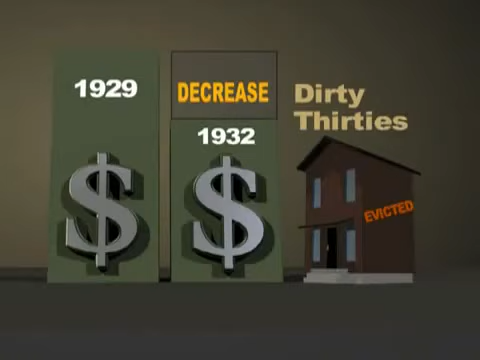 1929
DECREASE
1932
Dirty
Thirties
EVICTED
$
$